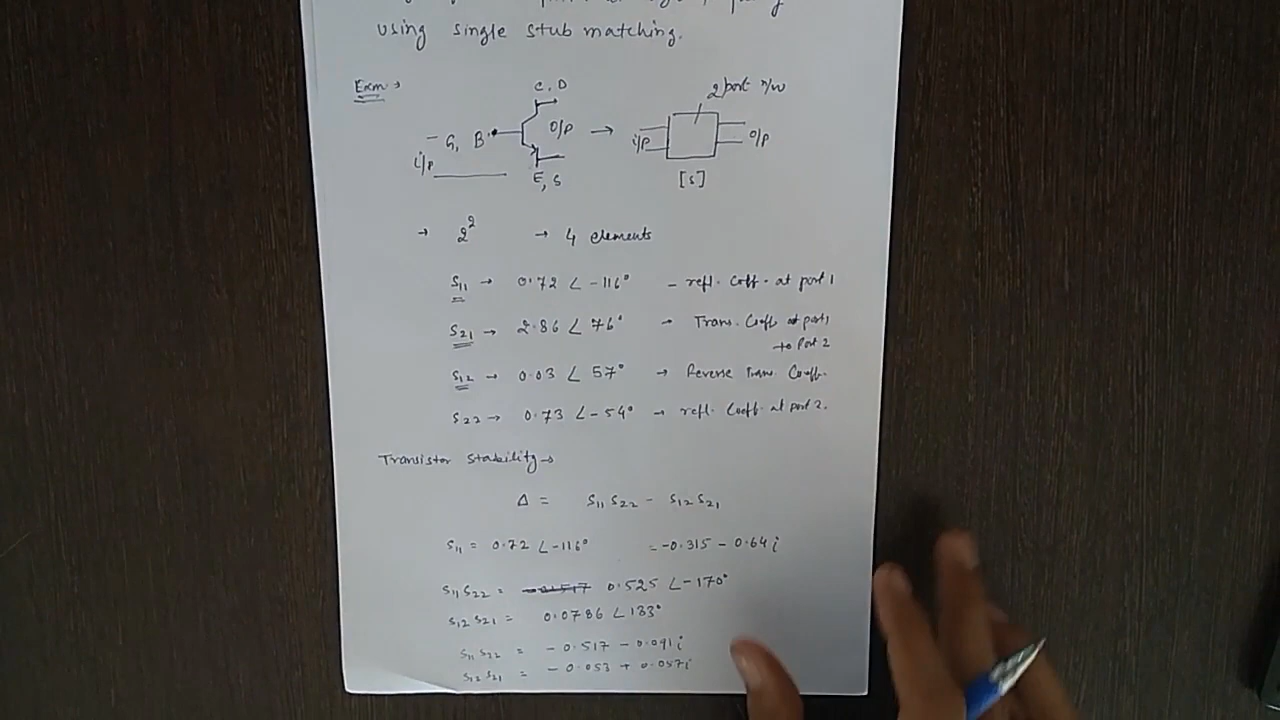 using single stub matching.
Exm →
C, D
2 port n/w
- G, B
O/P →
i/p
O/P
i/p
E, S
[S]
→ 2² → 4 elements
S11 → 0.72 ∠ -116° - refl. Coff. at port 1
S21 → 2.86 ∠ 76° → Trans. Coeff at port 1
→ to Port 2
S12 → 0.03 ∠ 57° → Reverse Tran. Coeff.
S22 → 0.73 ∠ -54° → refl. Coeff. at port 2.
Transistor Stability →
Δ = S11 S22 - S12 S21
S11 = 0.72 ∠ -116° = -0.315 - 0.64 i
S11 S22 = 0.525 ∠ -170°
S12 S21 = 0.0786 ∠ 133°
S11 S22 = - 0.517 - 0.091 i
S12 S21 = - 0.053 + 0.057 i